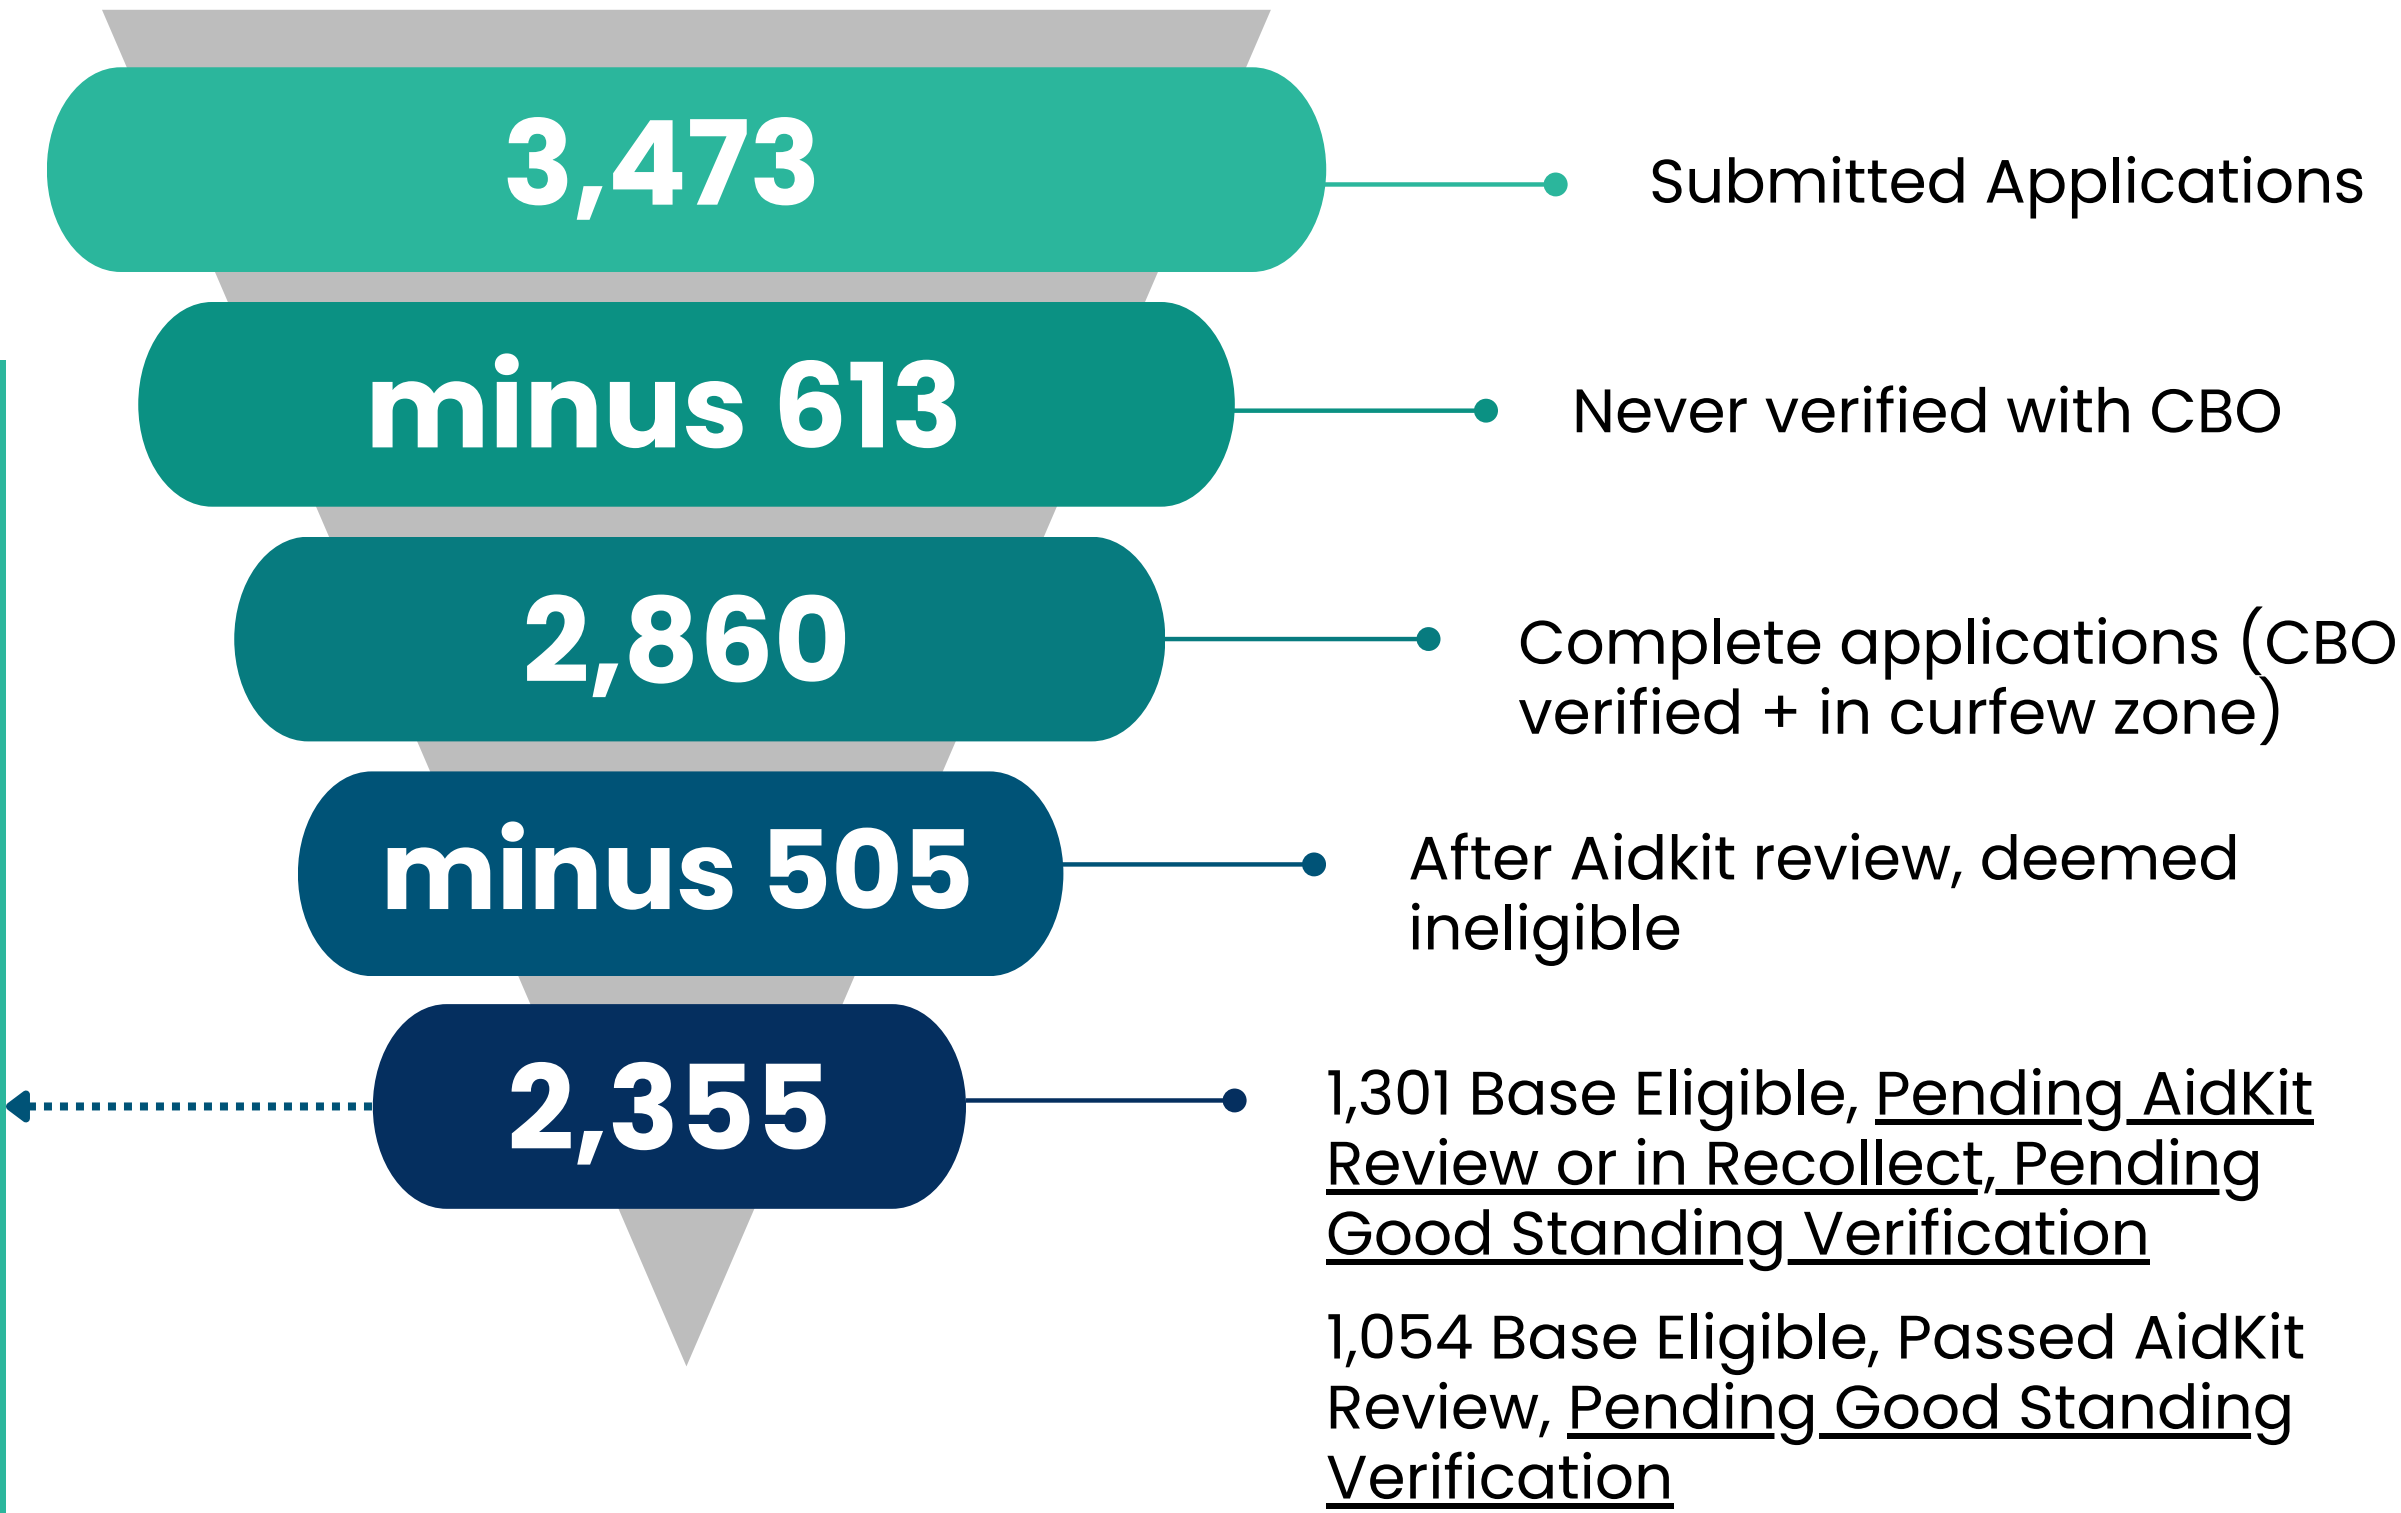 3,473
Submitted Applications
minus 613
Never verified with CBO
2,860
Complete applications (CBO
verified + in curfew zone)
minus 505
After Aidkit review, deemed
ineligible
2,355
1,301 Base Eligible, Pending AidKit
Review or in Recollect, Pending
Good Standing Verification
1,054 Base Eligible, Passed AidKit
Review, Pending Good Standing
Verification